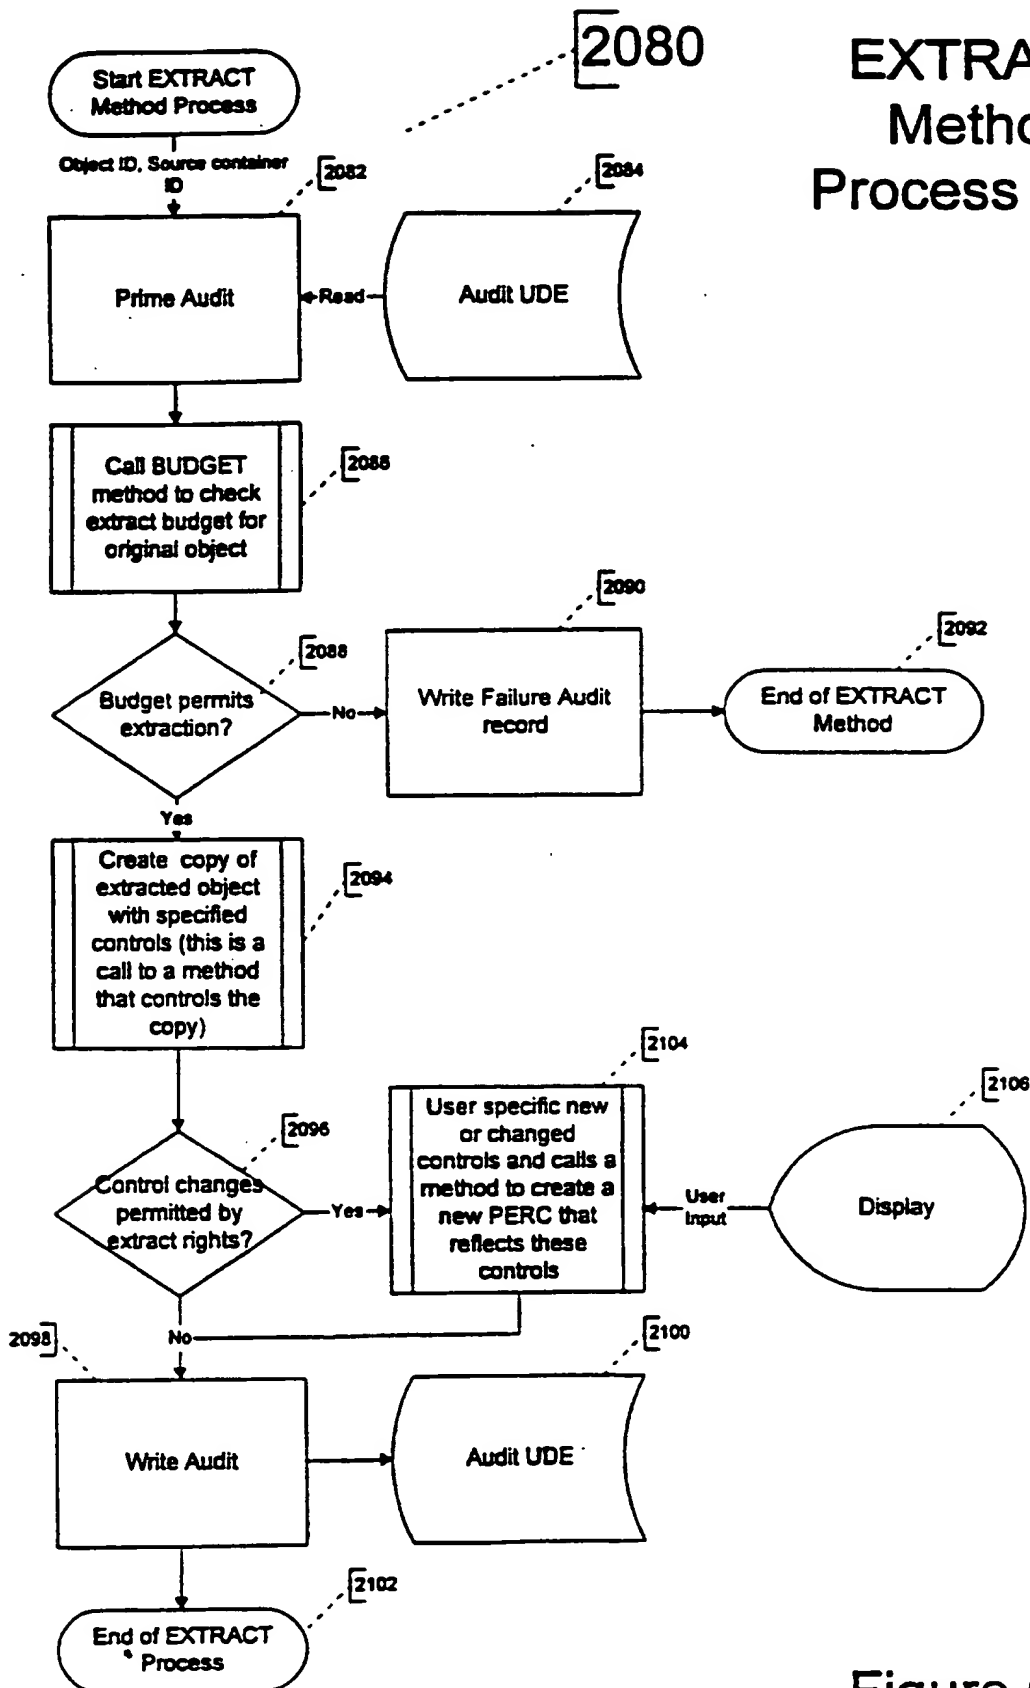 2080
EXTRA
Metho
Process
Start EXTRACT
Method Process
Object ID, Source container
ID
2082
2084
Prime Audit
Read
Audit UDE
Call BUDGET
method to check
extract budget for
original object
2086
Budget permits
extraction?
2088
No
Write Failure Audit
record
2090
End of EXTRACT
Method
2092
Yes
Create copy of
extracted object
with specified
controls (this is a
call to a method
that controls the
copy)
2094
Control changes
permitted by
extract rights?
2096
Yes
User specific new
or changed
controls and calls a
method to create a
new PERC that
reflects these
controls
2104
User
Input
Display
2106
No
2098
Write Audit
Audit UDE
2100
End of EXTRACT
Process
2102
Figure